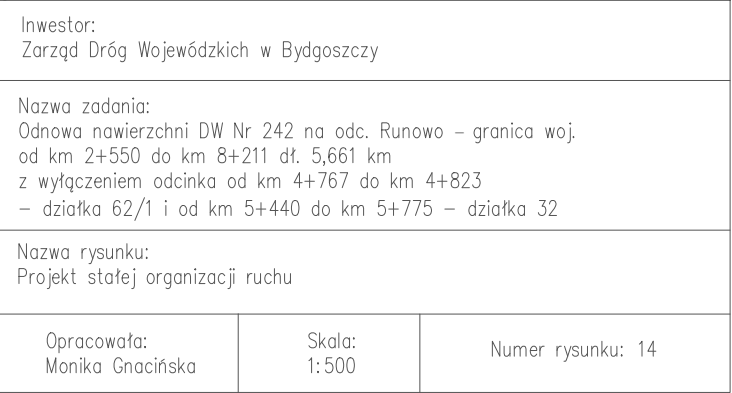 Inwestor:
Zarząd Dróg Wojewódzkich w Bydgoszczy
Nazwa zadania:
Odnowa nawierzchni DW Nr 242 na odc. Runowo – granica woj.
od km 2+550 do km 8+211 dł. 5,661 km
z wyłączeniem odcinka od km 4+767 do km 4+823
– działka 62/1 i od km 5+440 do km 5+775 – działka 32
Nazwa rysunku:
Projekt stałej organizacji ruchu
Opracowała:
Monika Gnacińska
Skala:
1:500
Numer rysunku: 14